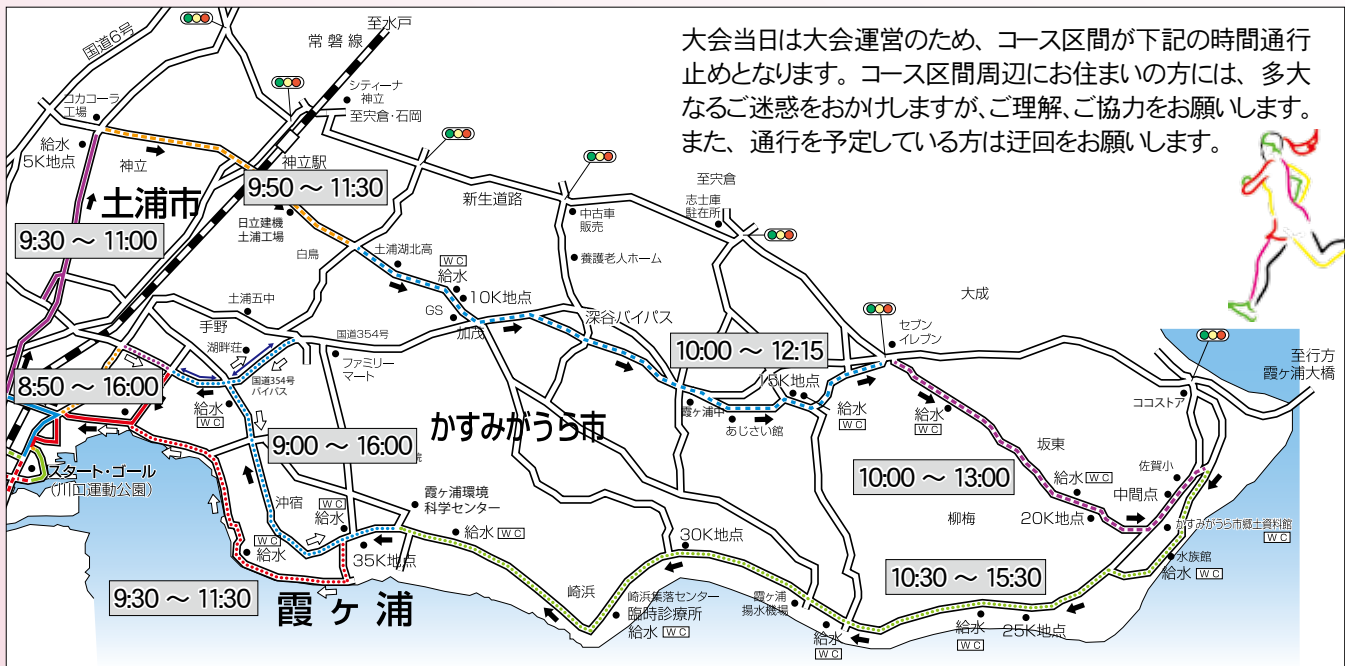 大会当日は大会運営のため、コース区間が下記の時間通行
止めとなります。コース区間周辺にお住まいの方には、多大
なるご迷惑をおかけしますが、ご理解、ご協力をお願いします。
また、通行を予定している方は迂回をお願いします。
国道6号
常磐線
至水戸
コカコーラ
工場
シティーナ
神立
至宍倉・石岡
給水
5K地点
神立
神立駅
9:50 ～ 11:30
土浦市
日立建機
土浦工場
9:30 ～ 11:00
新生道路
至宍倉
志士庫
駐在所
中古車
販売
養護老人ホーム
白鳥
土浦湖北高
WC
給水
10K地点
GS
加茂
大成
土浦五中
手野
湖畔荘
国道354号
ファミリー
マート
深谷バイパス
セブン
イレブン
至行方
霞ヶ浦大橋
8:50 ～ 16:00
国道354号
バイパス
給水
WC
10:00 ～ 12:15
15K地点
霞ヶ浦中
あじさい館
給水
WC
給水
WC
ココストア
かすみがうら市
9:00 ～ 16:00
院
スタート・ゴール
(川口運動公園)
坂東
佐賀小
10:00 ～ 13:00
給水 WC
中間点
霞ヶ浦環境
科学センター
沖宿
給水
WC
給水 WC
柳梅
20K地点
かすみがうら市郷土資料館
WC
WC
給水
35K地点
30K地点
水族館
給水 WC
10:30 ～ 15:30
9:30 ～ 11:30
霞ヶ浦
崎浜
崎浜集落センター
臨時診療所
給水 WC
霞ヶ浦
揚水機場
給水
WC
給水
WC
25K地点